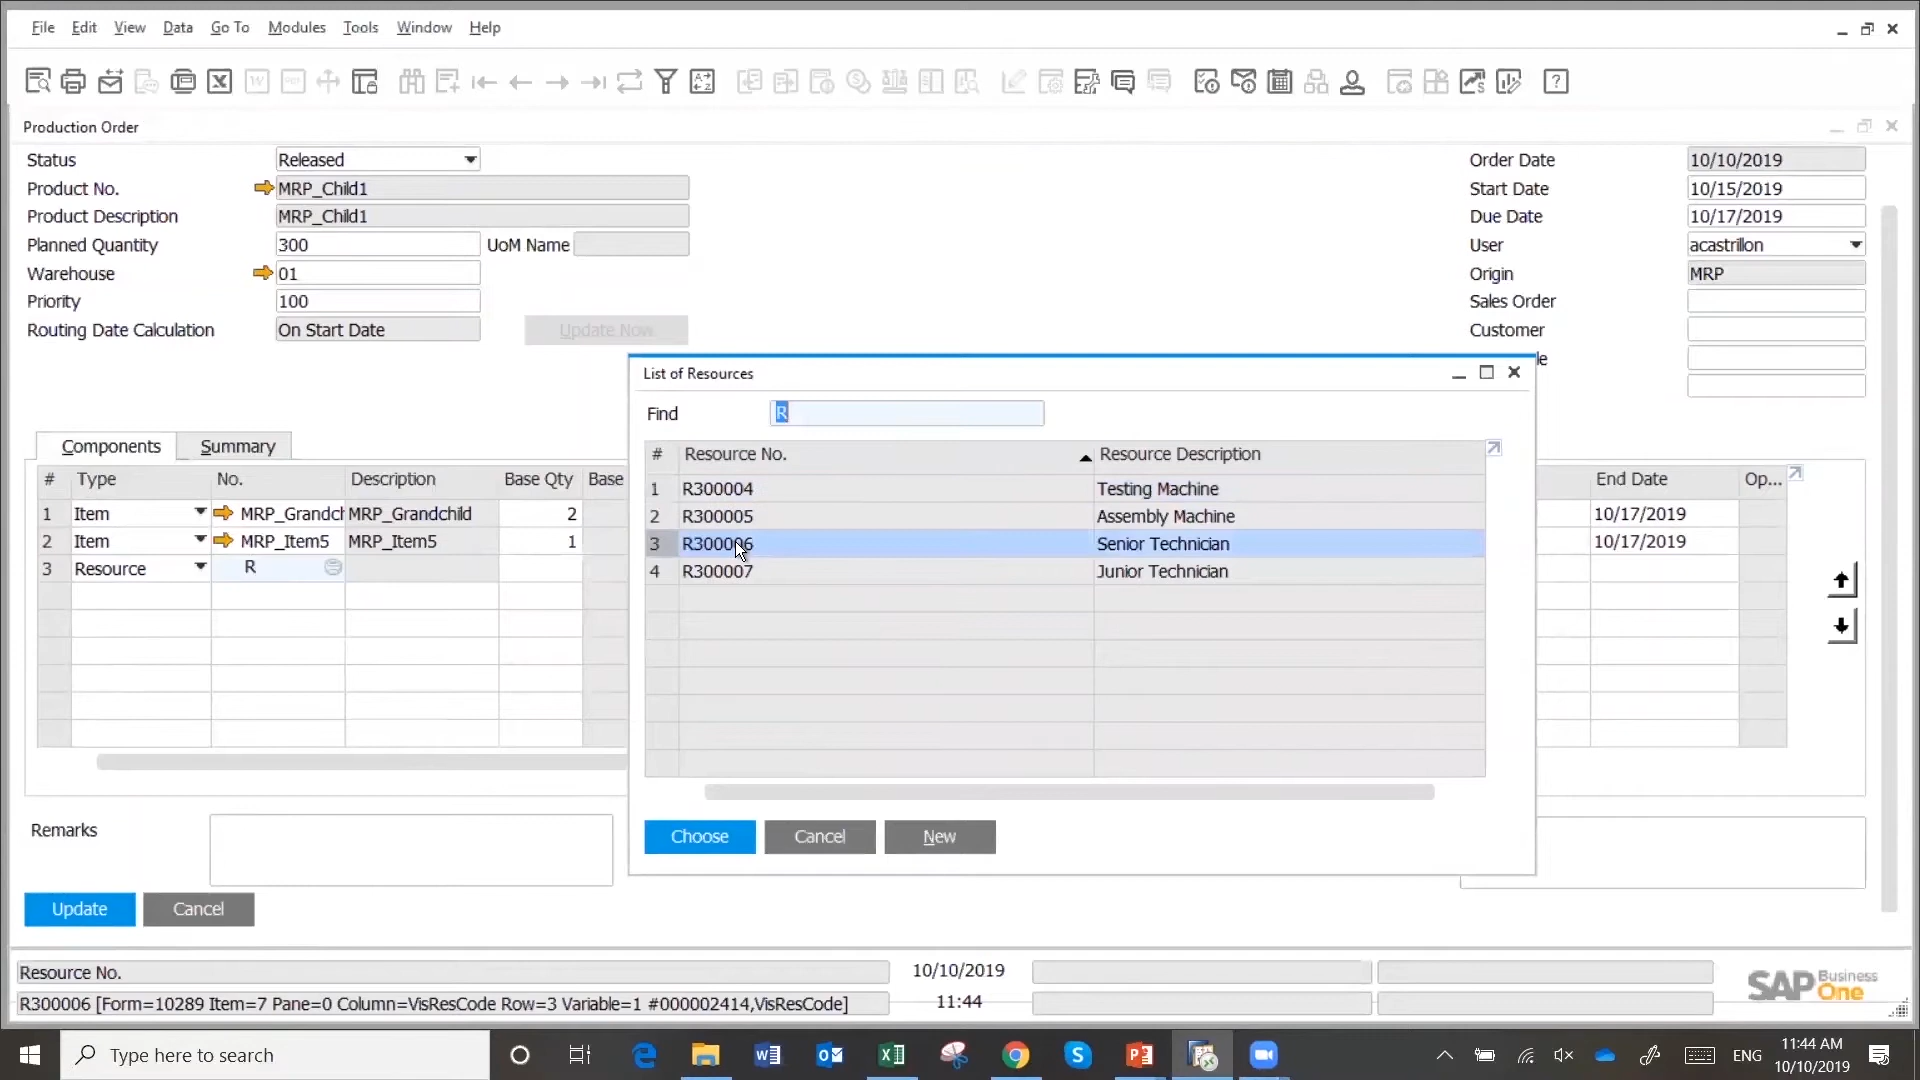 File Edit View Data Go To Modules Tools Window Help
Production Order
Status Released
Product No. MRP_Child1
Product Description MRP_Child1
Planned Quantity 300 UoM Name
Warehouse 01
Priority 100
Routing Date Calculation On Start Date Update Now
Order Date 10/10/2019
Start Date 10/15/2019
Due Date 10/17/2019
User acastrillon
Origin MRP
Sales Order
Customer
Components Summary
# Type No. Description Base Qty Base End Date Op...
1 Item MRP_Grandch MRP_Grandchild 2 10/17/2019
2 Item MRP_Item5 MRP_Item5 1 10/17/2019
3 Resource R
List of Resources
Find R
# Resource No. Resource Description
1 R300004 Testing Machine
2 R300005 Assembly Machine
3 R300006 Senior Technician
4 R300007 Junior Technician
Choose Cancel New
Remarks
Update Cancel
Resource No. 10/10/2019
R300006 [Form=10289 Item=7 Pane=0 Column=VisResCode Row=3 Variable=1 #000002414,VisResCode] 11:44
SAP Business One
Type here to search
ENG 11:44 AM
10/10/2019